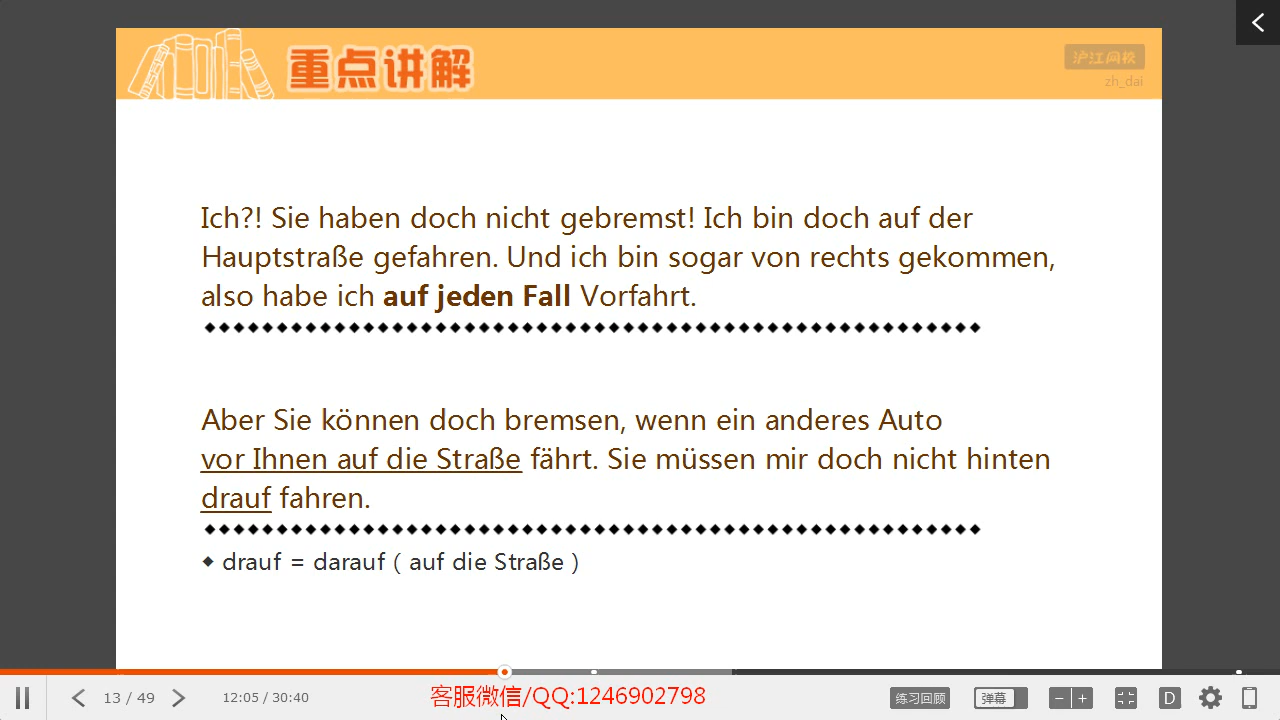 重点讲解
沪江网校
zh_dai
Ich?! Sie haben doch nicht gebremst! Ich bin doch auf der
Hauptstraße gefahren. Und ich bin sogar von rechts gekommen,
also habe ich auf jeden Fall Vorfahrt.
Aber Sie können doch bremsen, wenn ein anderes Auto
vor Ihnen auf die Straße fährt. Sie müssen mir doch nicht hinten
drauf fahren.
◆ drauf = darauf ( auf die Straße )
13 / 49
12:05 / 30:40
客服微信/QQ:1246902798
练习回顾
弹幕
D